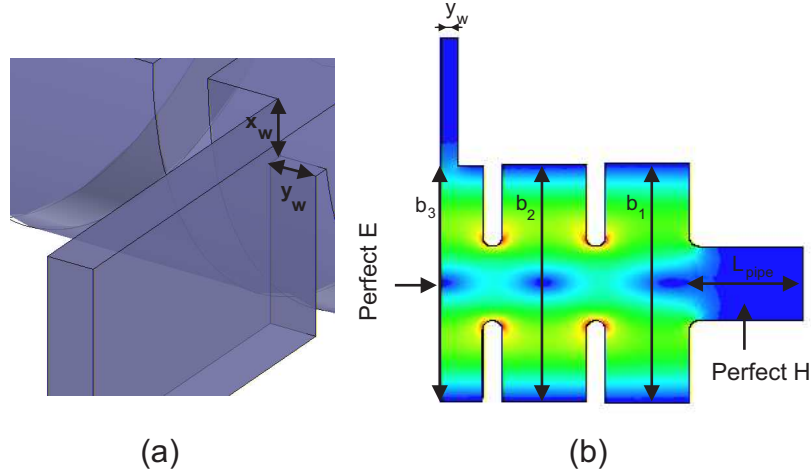 x_w
y_w
(a)
y_w
b_3
b_2
b_1
L_pipe
Perfect E
Perfect H
(b)